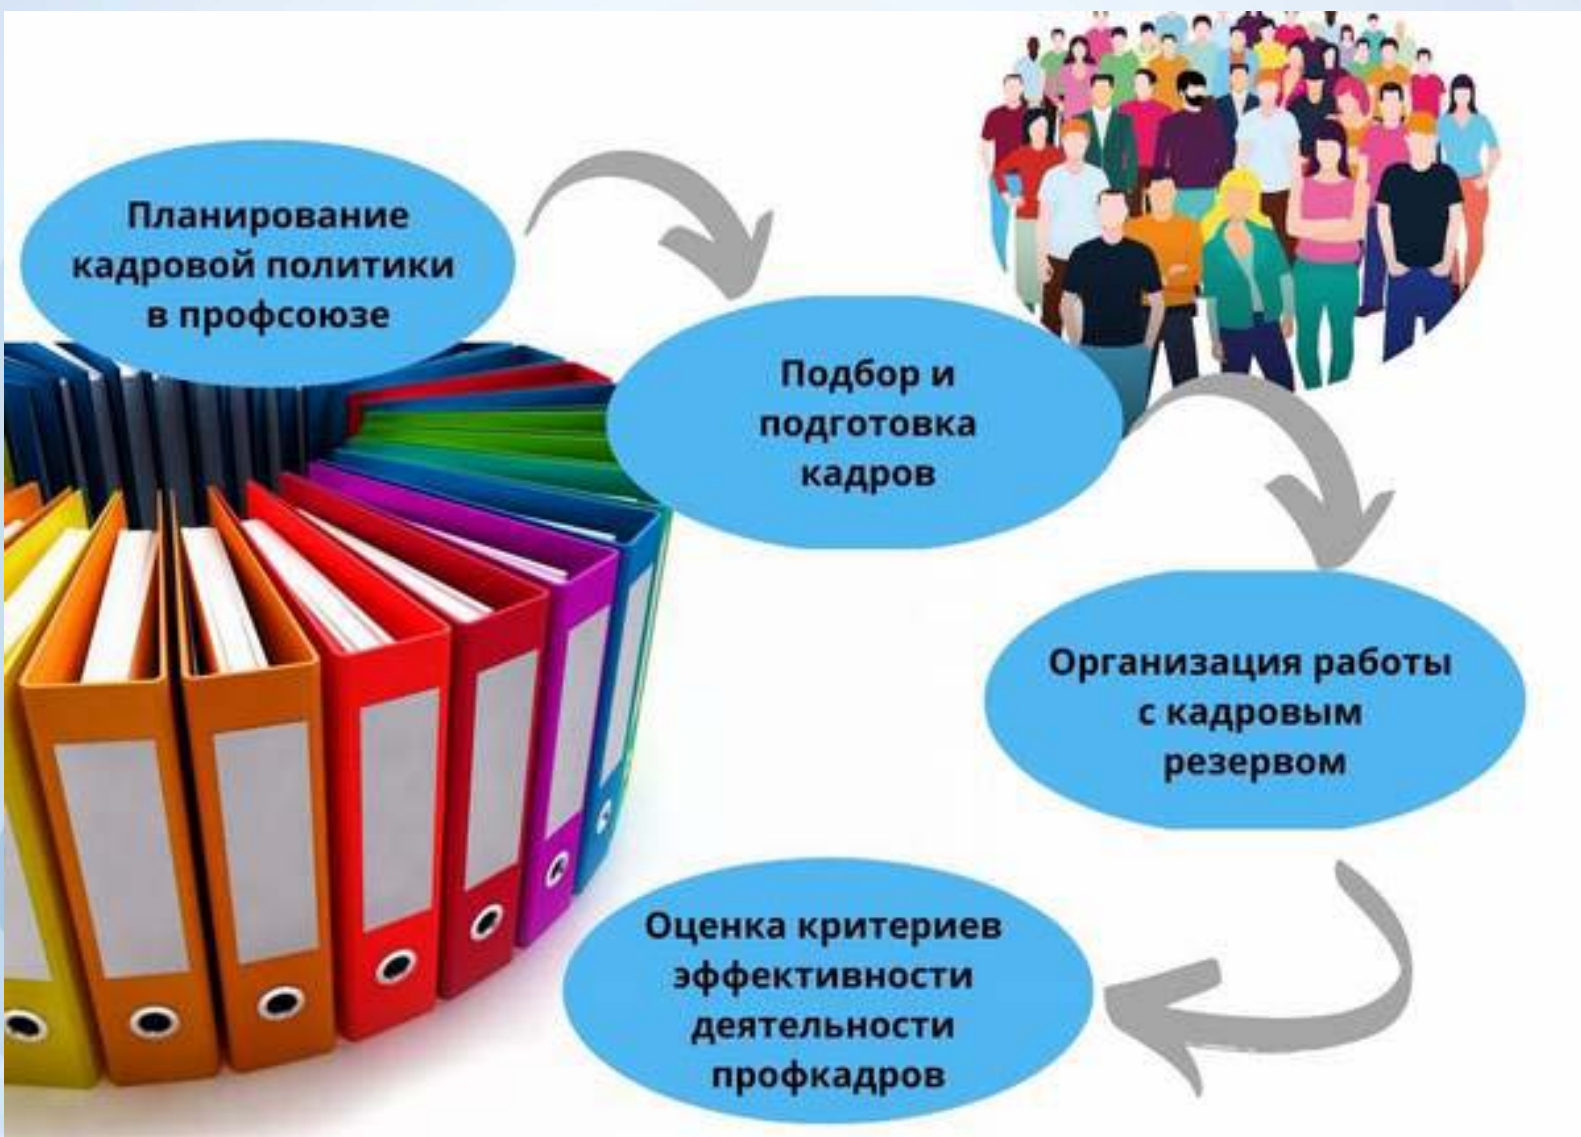 Планирование
кадровой политики
в профсоюзе
Подбор и
подготовка
кадров
Организация работы
с кадровым
резервом
Оценка критериев
эффективности
деятельности
профкадров